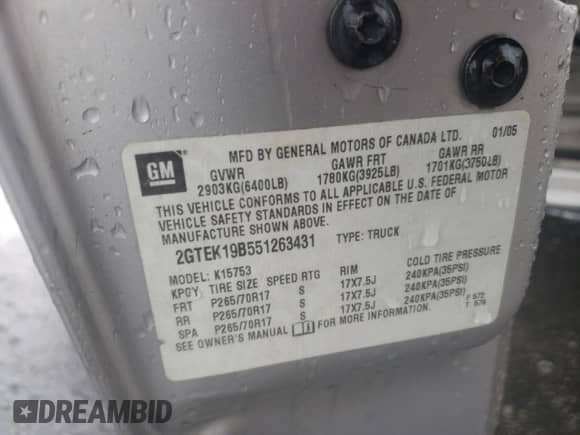 GM
MFD BY GENERAL MOTORS OF CANADA LTD. 01/05
GVWR GAWR FRT GAWR RR
2903KG(6400LB) 1780KG(3925LB) 1701KG(3750LB)
THIS VEHICLE CONFORMS TO ALL APPLICABLE U.S. FEDERAL MOTOR
VEHICLE SAFETY STANDARDS IN EFFECT ON THE DATE OF
MANUFACTURE SHOWN ABOVE.
2GTEK19B551263431 TYPE: TRUCK
MODEL: K15753
KPGY TIRE SIZE SPEED RTG RIM COLD TIRE PRESSURE
FRT P265/70R17 S 17X7.5J 240KPA(35PSI)
RR P265/70R17 S 17X7.5J 240KPA(35PSI)
SPA P265/70R17 S 17X7.5J 240KPA(35PSI)
SEE OWNER'S MANUAL FOR MORE INFORMATION.
F 572
T 576
DREAMBID